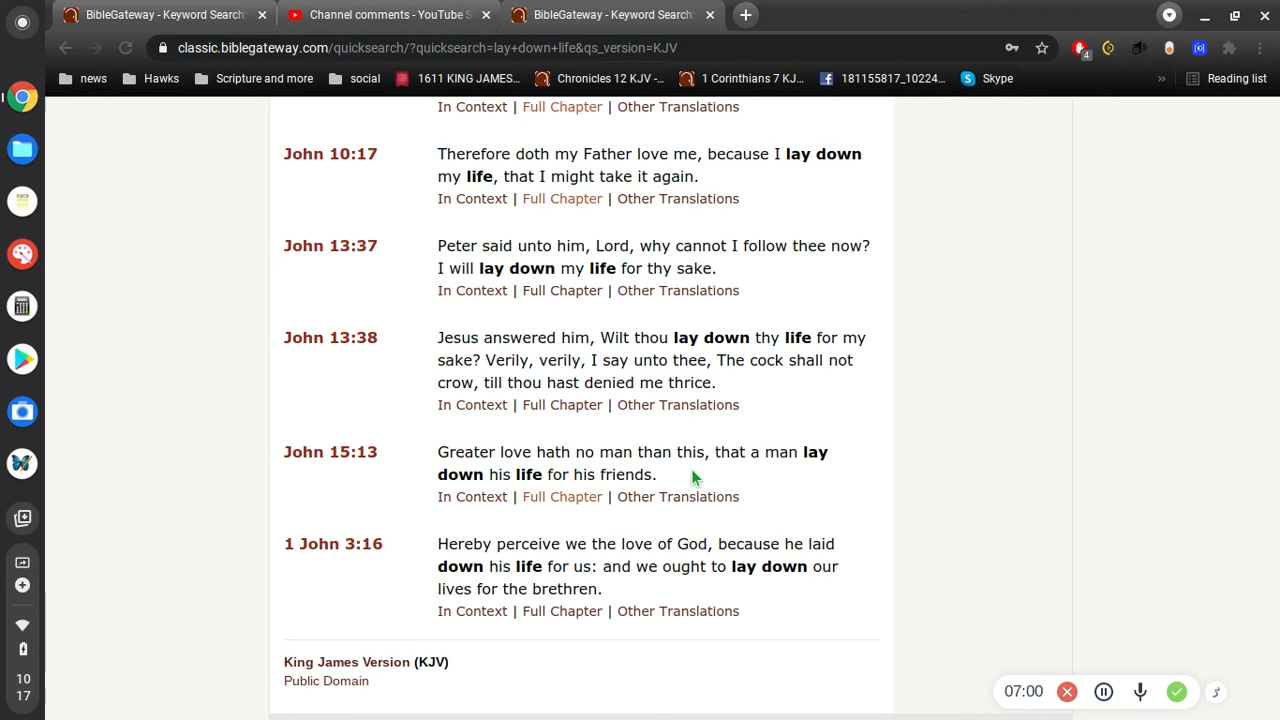 BibleGateway - Keyword Search:
Channel comments - YouTube S
BibleGateway - Keyword Search:
classic.biblegateway.com/quicksearch/?quicksearch=lay+down+life&qs_version=KJV
4
news
Hawks
Scripture and more
social
1611 KING JAMES...
Chronicles 12 KJV -...
1 Corinthians 7 KJ...
181155817_10224...
Skype
»
Reading list
In Context | Full Chapter | Other Translations
John 10:17
Therefore doth my Father love me, because I lay down
my life, that I might take it again.
In Context | Full Chapter | Other Translations
John 13:37
Peter said unto him, Lord, why cannot I follow thee now?
I will lay down my life for thy sake.
In Context | Full Chapter | Other Translations
John 13:38
Jesus answered him, Wilt thou lay down thy life for my
sake? Verily, verily, I say unto thee, The cock shall not
crow, till thou hast denied me thrice.
In Context | Full Chapter | Other Translations
John 15:13
Greater love hath no man than this, that a man lay
down his life for his friends.
In Context | Full Chapter | Other Translations
1 John 3:16
Hereby perceive we the love of God, because he laid
down his life for us: and we ought to lay down our
lives for the brethren.
In Context | Full Chapter | Other Translations
King James Version (KJV)
Public Domain
10
17
07:00